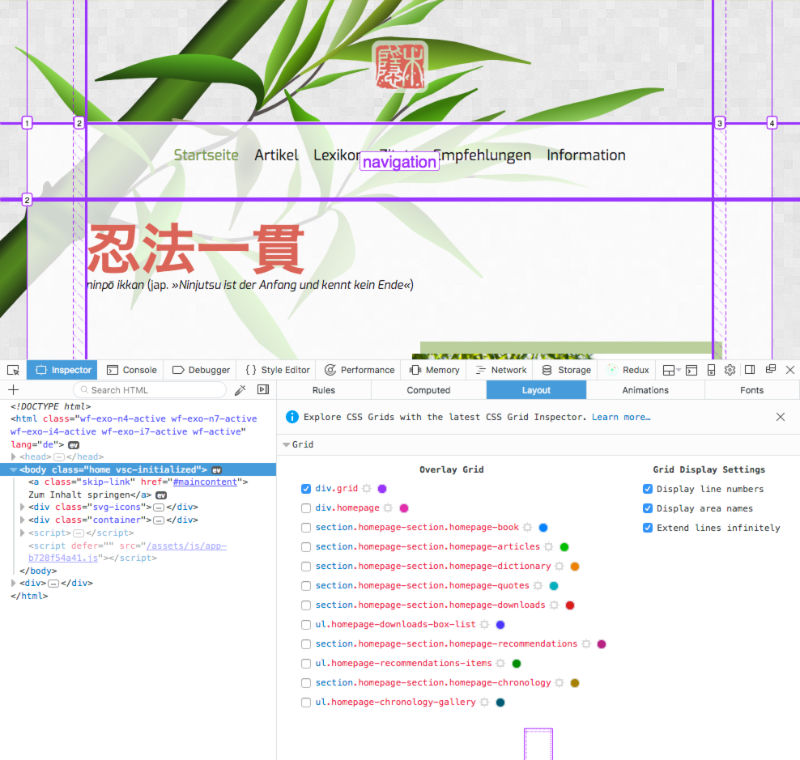 1
2
3
4
Startseite Artikel Lexikon Empfehlungen Information
navigation
2
忍法一貫
ninpō ikkan (jap. »Ninjutsu ist der Anfang und kennt kein Ende«)
Inspector Console Debugger { } Style Editor Performance Memory Network Storage Redux
+ Search HTML
Rules Computed Layout Animations Fonts
<!DOCTYPE html>
<html class="wf-exo-n4-active wf-exo-n7-active
wf-exo-i4-active wf-exo-i7-active wf-active"
lang="de"> ev
<head>…</head>
<body class="home vsc-initialized"> ev
<a class="skip-link" href="#maincontent">
Zum Inhalt springen</a> ev
<div class="svg-icons">…</div>
<div class="container">…</div>
<script>…</script>
<script defer="" src="/assets/js/app-
b728f54a41.js"></script>
</body>
<div>…</div>
</html>
Explore CSS Grids with the latest CSS Grid Inspector. Learn more…
Grid
Overlay Grid
div.grid
div.homepage
section.homepage-section.homepage-book
section.homepage-section.homepage-articles
section.homepage-section.homepage-dictionary
section.homepage-section.homepage-quotes
section.homepage-section.homepage-downloads
ul.homepage-downloads-box-list
section.homepage-section.homepage-recommendations
ul.homepage-recommendations-items
section.homepage-section.homepage-chronology
ul.homepage-chronology-gallery
Grid Display Settings
Display line numbers
Display area names
Extend lines infinitely